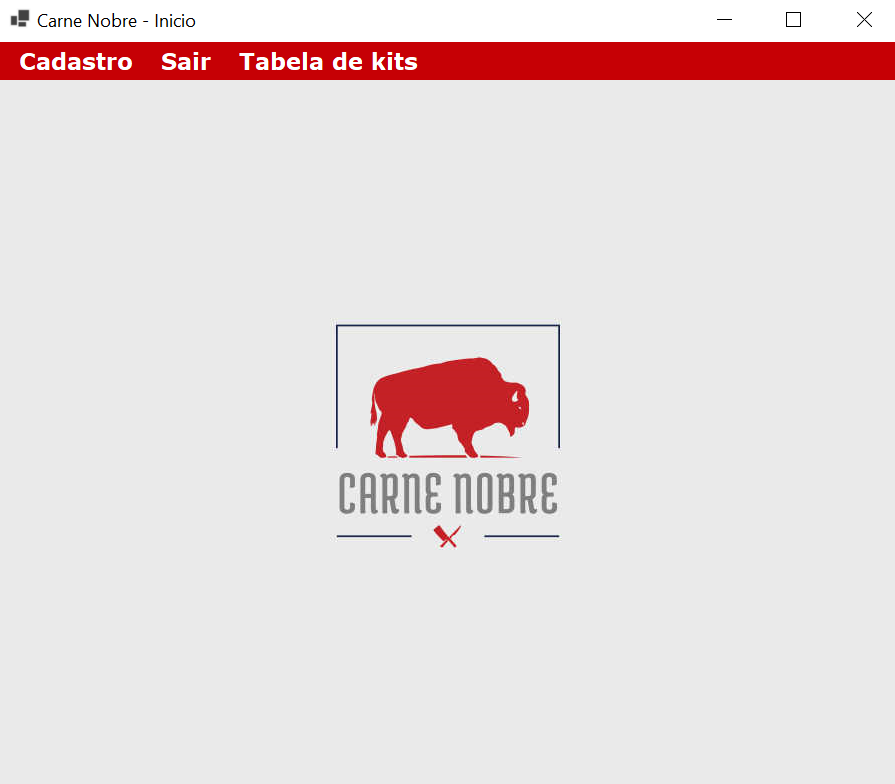 Carne Nobre - Inicio
Cadastro Sair Tabela de kits
CARNE NOBRE